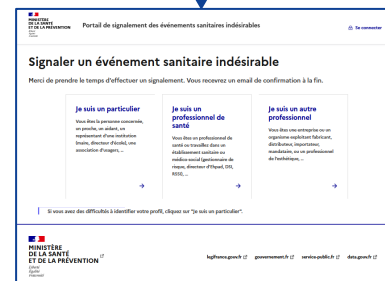 MINISTÈRE
DE LA SANTÉ
ET DE LA PRÉVENTION
Portail de signalement des événements sanitaires indésirables
Se connecter
Signaler un événement sanitaire indésirable
Merci de prendre le temps d'effectuer un signalement. Vous recevrez un email de confirmation à la fin.
Je suis un particulier
Vous êtes la personne concernée,
un proche, un aidant, un
représentant d'une institution
(maire, directeur d'école), une
association d'usagers, ...
Je suis un
professionnel de
santé
Vous êtes un professionnel de
santé ou travaillez dans un
établissement sanitaire ou
médico-social (gestionnaire de
risque, directeur d'Ehpad, DSI,
RSSI), ...
Je suis un autre
professionnel
Vous êtes une entreprise ou un
organisme exploitant fabricant,
distributeur, importateur,
mandataire, ou un professionnel
de l'esthétique, ...
Si vous avez des difficultés à identifier votre profil, cliquez sur "Je suis un particulier".
MINISTÈRE
DE LA SANTÉ
ET DE LA PRÉVENTION
Liberté
Égalité
Fraternité
legifrance.gouv.fr
gouvernement.fr
service-public.fr
data.gouv.fr